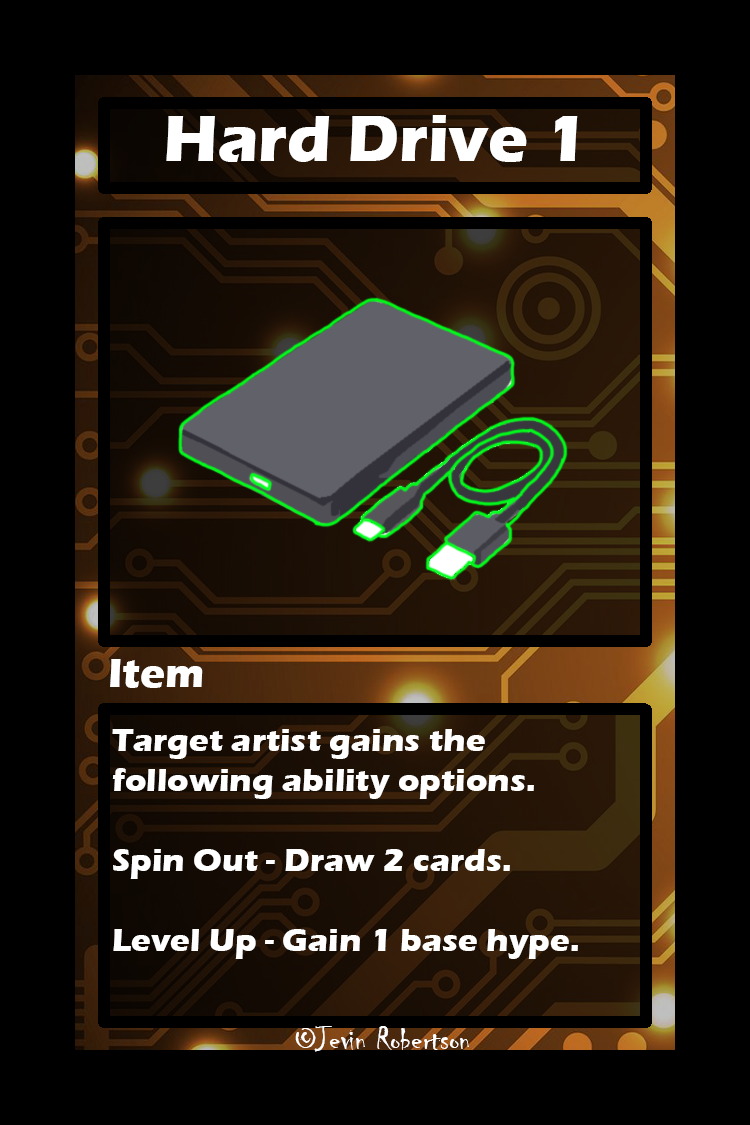 Hard Drive 1
Item
Target artist gains the
following ability options.
Spin Out - Draw 2 cards.
Level Up - Gain 1 base hype.
©Jevin Robertson